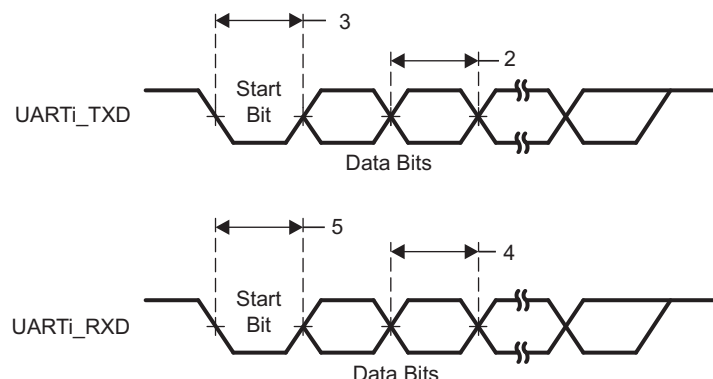 3
2
UARTi_TXD
Start
Bit
Data Bits
5
4
UARTi_RXD
Start
Bit
Data Bits